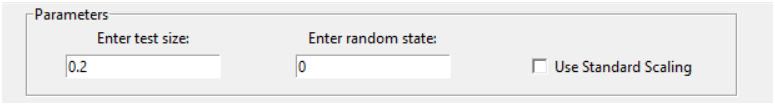 Parameters
Enter test size: Enter random state:
0.2 0 Use Standard Scaling